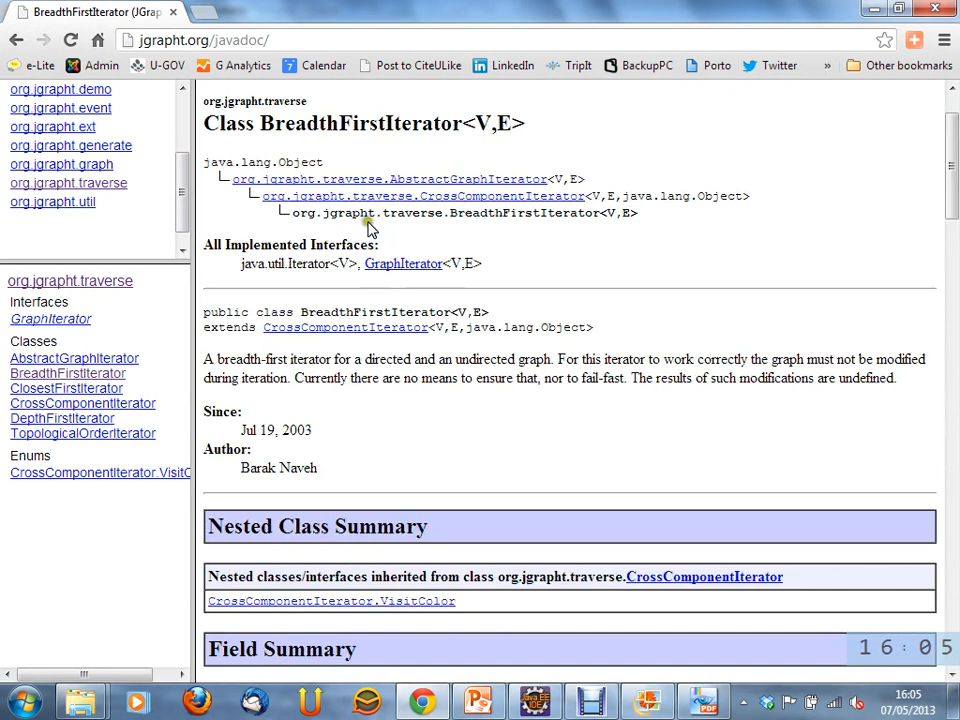 BreadthFirstIterator (JGrap
jgrapht.org/javadoc/
e-Lite
Admin
U-GOV
G Analytics
Calendar
Post to CiteULike
LinkedIn
TripIt
BackupPC
Porto
Twitter
»
Other bookmarks
org.jgrapht.demo
org.jgrapht.event
org.jgrapht.ext
org.jgrapht.generate
org.jgrapht.graph
org.jgrapht.traverse
org.jgrapht.util
org.jgrapht.traverse
Interfaces
GraphIterator
Classes
AbstractGraphIterator
BreadthFirstIterator
ClosestFirstIterator
CrossComponentIterator
DepthFirstIterator
TopologicalOrderIterator
Enums
CrossComponentIterator.VisitC
org.jgrapht.traverse
Class BreadthFirstIterator<V,E>
java.lang.Object
org.jgrapht.traverse.AbstractGraphIterator<V,E>
org.jgrapht.traverse.CrossComponentIterator<V,E,java.lang.Object>
org.jgrapht.traverse.BreadthFirstIterator<V,E>
All Implemented Interfaces:
java.util.Iterator<V>, GraphIterator<V,E>
public class BreadthFirstIterator<V,E>
extends CrossComponentIterator<V,E,java.lang.Object>
A breadth-first iterator for a directed and an undirected graph. For this iterator to work correctly the graph must not be modified
during iteration. Currently there are no means to ensure that, nor to fail-fast. The results of such modifications are undefined.
Since:
Jul 19, 2003
Author:
Barak Naveh
Nested Class Summary
Nested classes/interfaces inherited from class org.jgrapht.traverse.CrossComponentIterator
CrossComponentIterator.VisitColor
Field Summary
16:05
16:05
07/05/2013